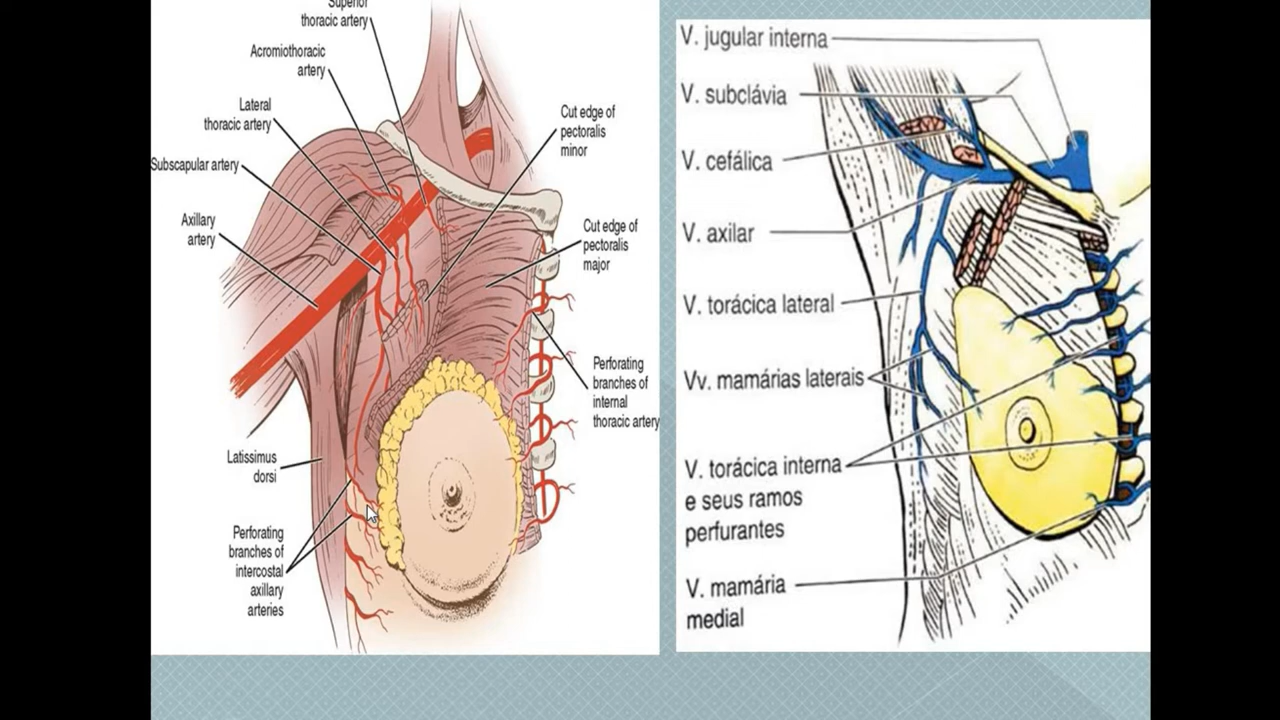 Superior
thoracic artery
Acromiothoracic
artery
Lateral
thoracic artery
Subscapular artery
Axillary
artery
Latissimus
dorsi
Perforating
branches of
intercostal
axillary
arteries
Cut edge of
pectoralis
minor
Cut edge of
pectoralis
major
Perforating
branches of
internal
thoracic artery
V. jugular interna
V. subclávia
V. cefálica
V. axilar
V. torácica lateral
Vv. mamárias laterais
V. torácica interna
e seus ramos
perfurantes
V. mamária
medial